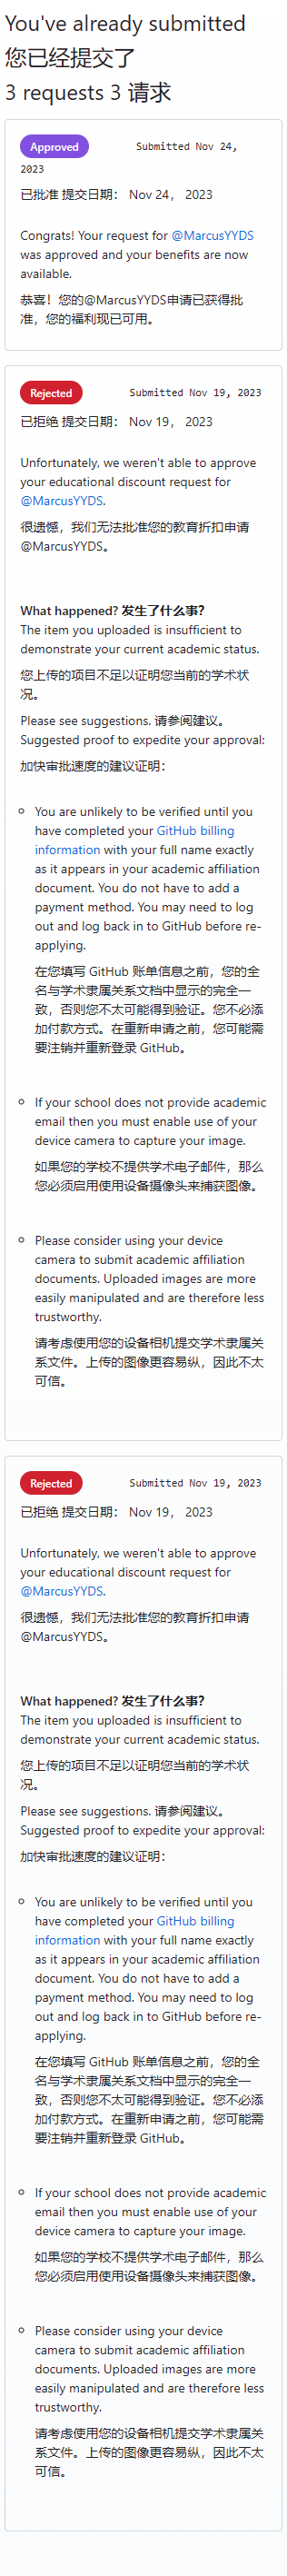 You've already submitted
您已经提交了
3 requests 3 请求
Approved Submitted Nov 24,
2023
已批准 提交日期： Nov 24， 2023
Congrats! Your request for @MarcusYYDS
was approved and your benefits are now
available.
恭喜！您的@MarcusYYDS申请已获得批
准，您的福利现已可用。
Rejected Submitted Nov 19, 2023
已拒绝 提交日期： Nov 19， 2023
Unfortunately, we weren't able to approve
your educational discount request for
@MarcusYYDS.
很遗憾，我们无法批准您的教育折扣申请
@MarcusYYDS。
What happened? 发生了什么事？
The item you uploaded is insufficient to
demonstrate your current academic status.
您上传的项目不足以证明您当前的学术状
况。
Please see suggestions. 请参阅建议。
Suggested proof to expedite your approval:
加快审批速度的建议证明：
You are unlikely to be verified until you
have completed your GitHub billing
information with your full name exactly
as it appears in your academic affiliation
document. You do not have to add a
payment method. You may need to log
out and log back in to GitHub before re-
applying.
在您填写 GitHub 账单信息之前，您的全
名与学术隶属关系文档中显示的完全一
致，否则您不太可能得到验证。您不必添
加付款方式。在重新申请之前，您可能需
要注销并重新登录 GitHub。
If your school does not provide academic
email then you must enable use of your
device camera to capture your image.
如果您的学校不提供学术电子邮件，那么
您必须启用使用设备摄像头来捕获图像。
Please consider using your device
camera to submit academic affiliation
documents. Uploaded images are more
easily manipulated and are therefore less
trustworthy.
请考虑使用您的设备相机提交学术隶属关
系文件。上传的图像更容易纵，因此不太
可信。
Rejected Submitted Nov 19, 2023
已拒绝 提交日期： Nov 19， 2023
Unfortunately, we weren't able to approve
your educational discount request for
@MarcusYYDS.
很遗憾，我们无法批准您的教育折扣申请
@MarcusYYDS。
What happened? 发生了什么事？
The item you uploaded is insufficient to
demonstrate your current academic status.
您上传的项目不足以证明您当前的学术状
况。
Please see suggestions. 请参阅建议。
Suggested proof to expedite your approval:
加快审批速度的建议证明：
You are unlikely to be verified until you
have completed your GitHub billing
information with your full name exactly
as it appears in your academic affiliation
document. You do not have to add a
payment method. You may need to log
out and log back in to GitHub before re-
applying.
在您填写 GitHub 账单信息之前，您的全
名与学术隶属关系文档中显示的完全一
致，否则您不太可能得到验证。您不必添
加付款方式。在重新申请之前，您可能需
要注销并重新登录 GitHub。
If your school does not provide academic
email then you must enable use of your
device camera to capture your image.
如果您的学校不提供学术电子邮件，那么
您必须启用使用设备摄像头来捕获图像。
Please consider using your device
camera to submit academic affiliation
documents. Uploaded images are more
easily manipulated and are therefore less
trustworthy.
请考虑使用您的设备相机提交学术隶属关
系文件。上传的图像更容易纵，因此不太
可信。